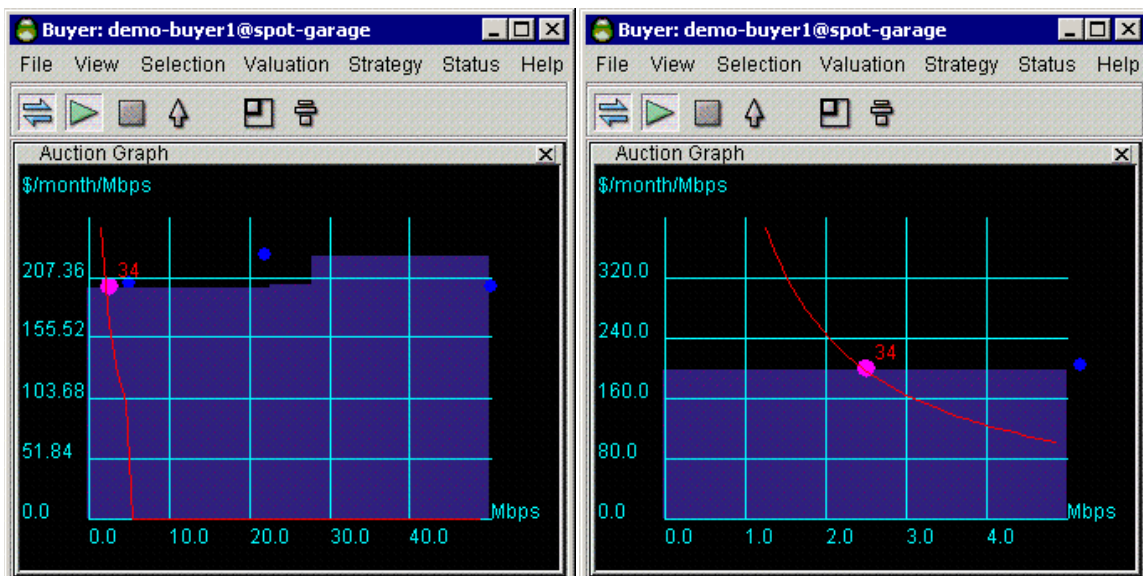 Buyer: demo-buyer1@spot-garage
File View Selection Valuation Strategy Status Help
Auction Graph
$/month/Mbps
207.36
34
155.52
103.68
51.84
0.0
Mbps
0.0 10.0 20.0 30.0 40.0
Buyer: demo-buyer1@spot-garage
File View Selection Valuation Strategy Status Help
Auction Graph
$/month/Mbps
320.0
240.0
34
160.0
80.0
0.0
Mbps
0.0 1.0 2.0 3.0 4.0